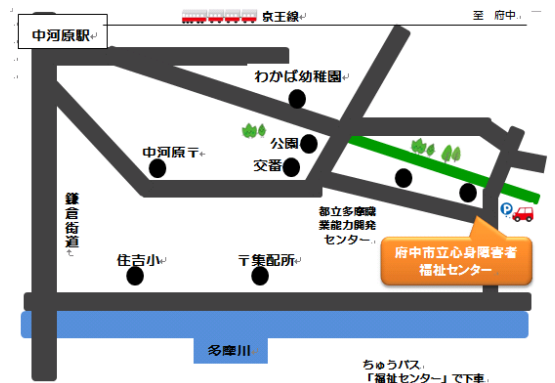 京王線
至 府中
中河原駅
わかば幼稚園
公園
中河原〒
交番
鎌倉街道
都立多摩職
業能力開発
センター
P
府中市立心身障害者
福祉センター
住吉小
〒集配所
多摩川
ちゅうバス
「福祉センター」で下車